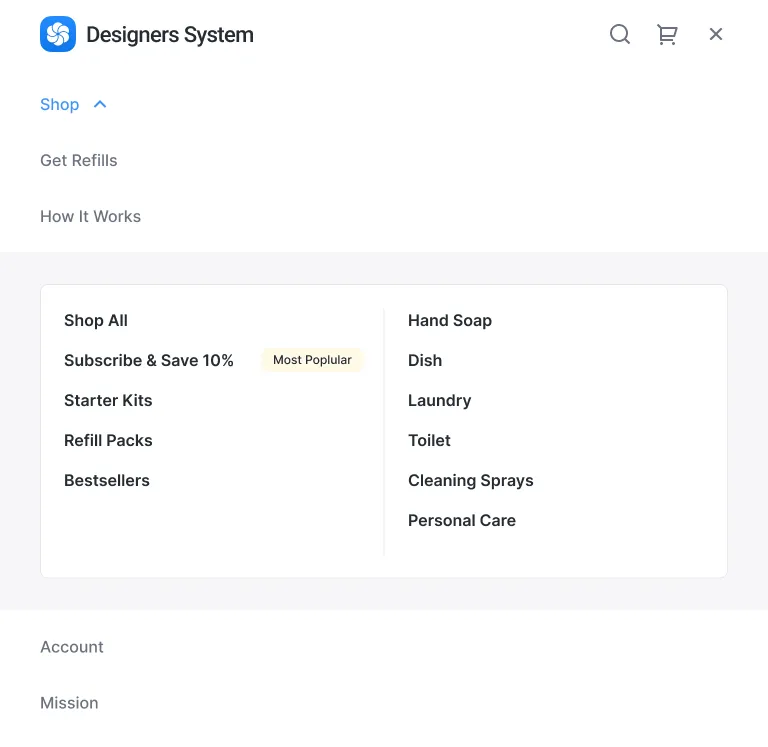 Designers System
Shop
Get Refills
How It Works
Shop All
Subscribe & Save 10%
Most Poplular
Starter Kits
Refill Packs
Bestsellers
Hand Soap
Dish
Laundry
Toilet
Cleaning Sprays
Personal Care
Account
Mission